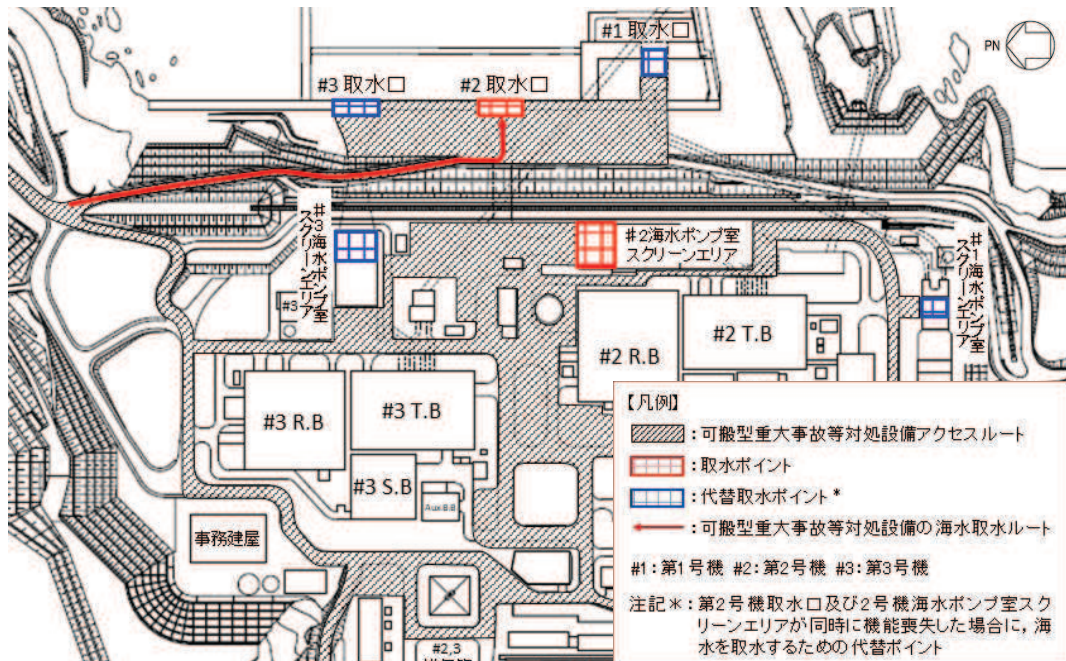 #1 取水口
PN
#3 取水口
#2 取水口
#3海水ポンプ室
スクリーンエリア
#2海水ポンプ室
スクリーンエリア
#1海水ポンプ室
スクリーンエリア
#3
#2 R.B
#2 T.B
#3 R.B
#3 T.B
#3 S.B
Aux B.B
事務建屋
#2,3
【凡例】
:可搬型重大事故等対処設備アクセスルート
:取水ポイント
:代替取水ポイント*
:可搬型重大事故等対処設備の海水取水ルート
#1:第1号機 #2:第2号機 #3:第3号機
注記*:第2号機取水口及び2号機海水ポンプ室スク
リーンエリアが同時に機能喪失した場合に,海
水を取水するための代替ポイント